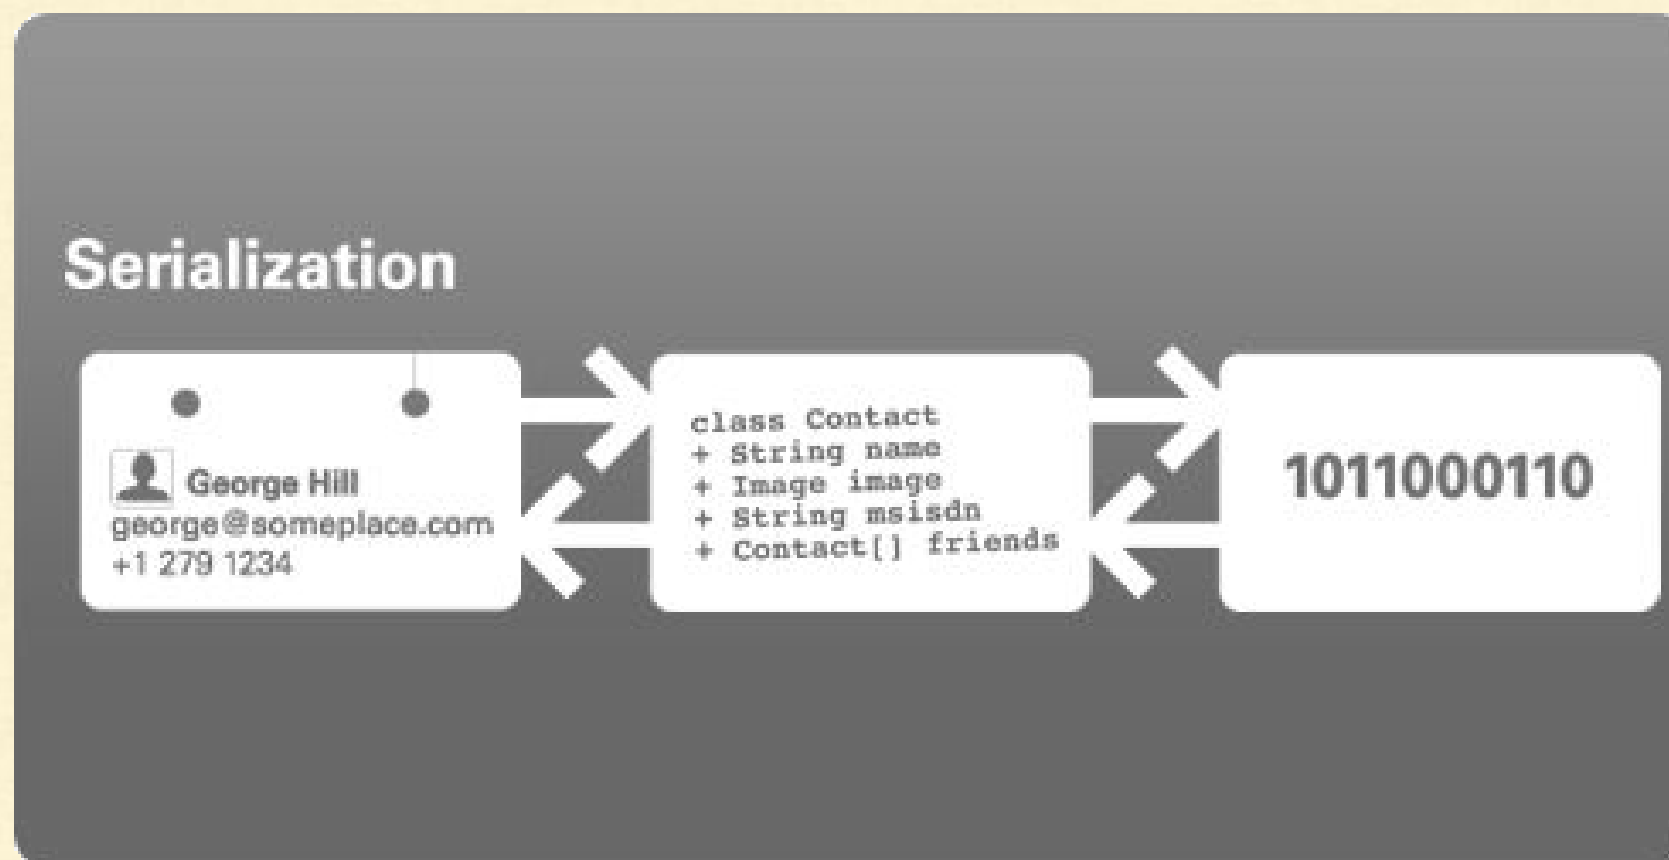 Serialization
George Hill
george@someplace.com
+1 279 1234
class Contact
+ String name
+ Image image
+ String msisdn
+ Contact[] friends
1011000110